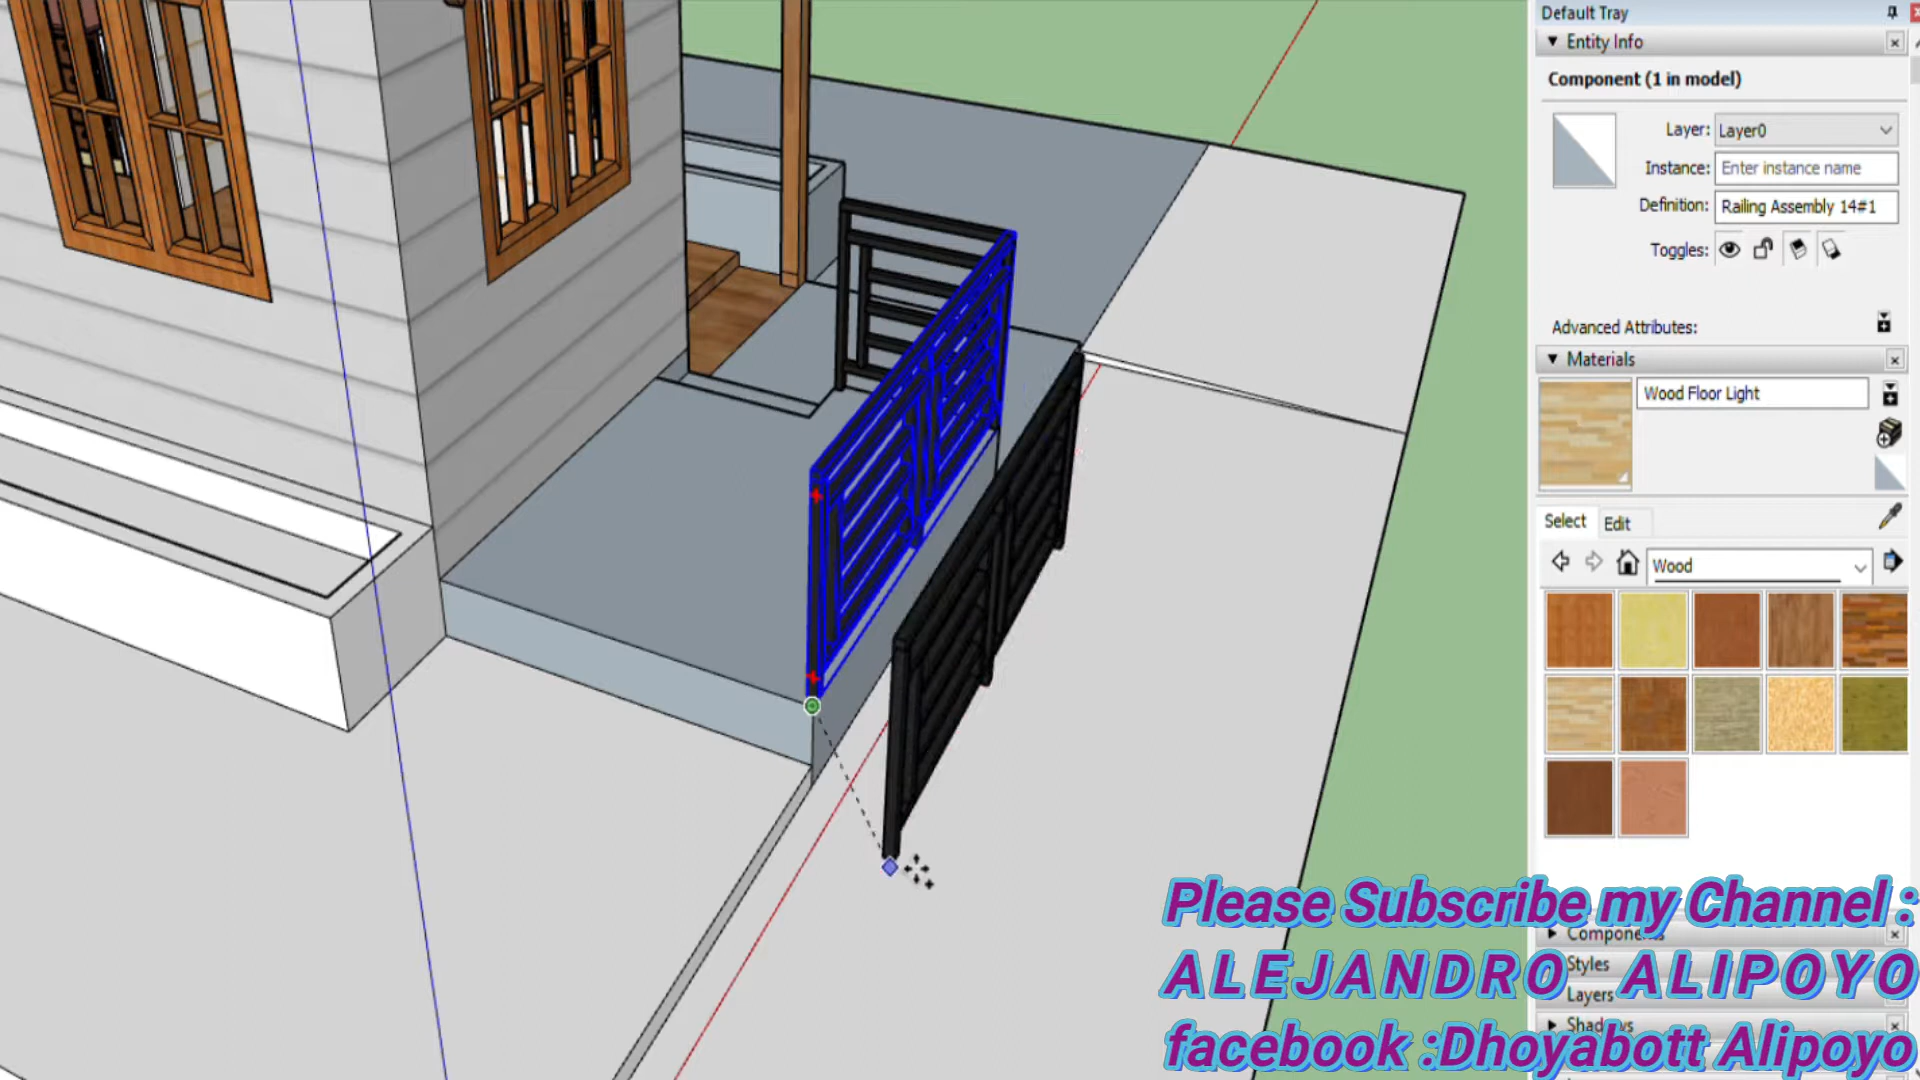 Default Tray
Entity Info
Component (1 in model)
Layer:
Layer0
Instance:
Enter instance name
Definition:
Railing Assembly 14#1
Toggles:
Advanced Attributes:
Materials
Wood Floor Light
Select
Edit
Wood
Please Subscribe my Channel :
Components
ALEJANDRO ALIPOYO
Styles
Layers
Shadows
facebook :Dhoyabott Alipoyo